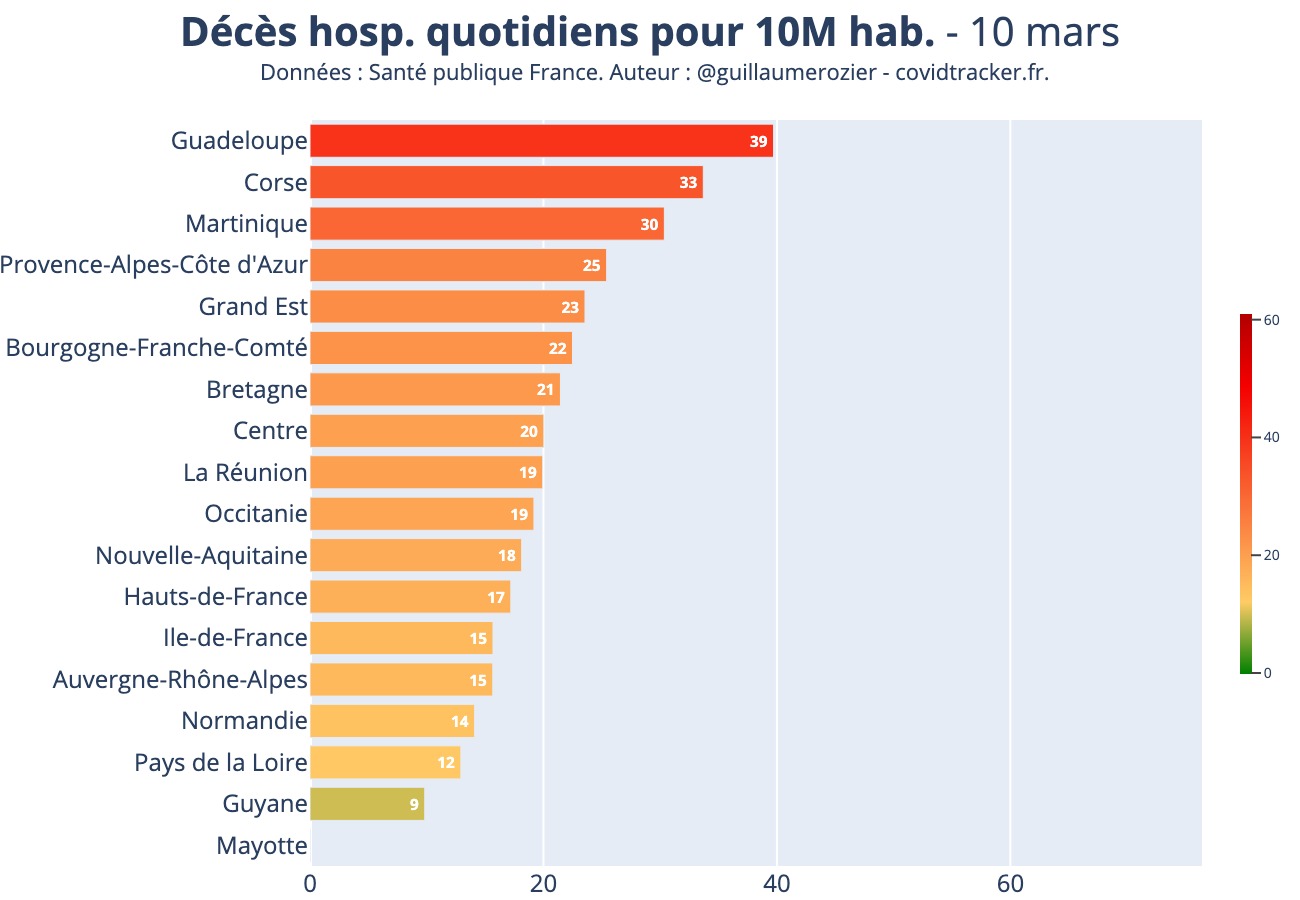 Décès hosp. quotidiens pour 10M hab. - 10 mars
Données : Santé publique France. Auteur : @guillaumerozier - covidtracker.fr.
Guadeloupe 39
Corse 33
Martinique 30
Provence-Alpes-Côte d'Azur 25
Grand Est 23
Bourgogne-Franche-Comté 22
Bretagne 21
Centre 20
La Réunion 19
Occitanie 19
Nouvelle-Aquitaine 18
Hauts-de-France 17
Ile-de-France 15
Auvergne-Rhône-Alpes 15
Normandie 14
Pays de la Loire 12
Guyane 9
Mayotte
0 20 40 60
60
40
20
0